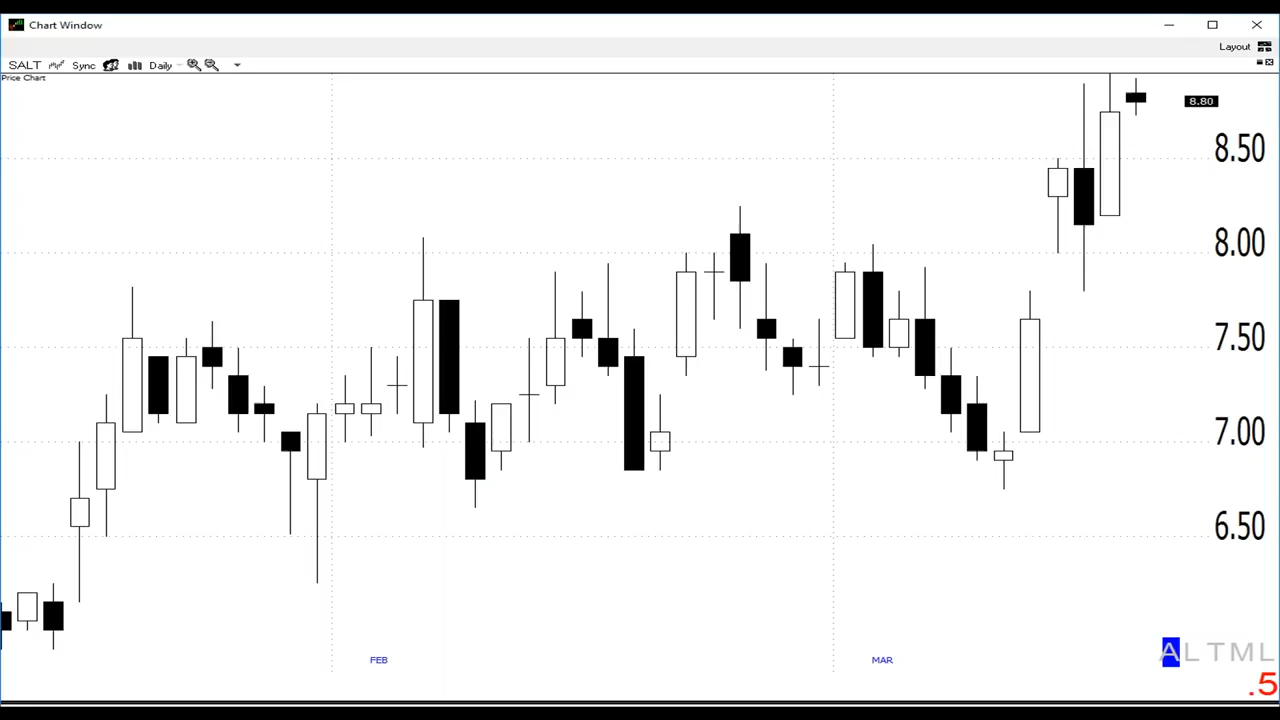 Chart Window
Layout
SALT Sync Daily
Price Chart
8.80
8.50
8.00
7.50
7.00
6.50
FEB MAR
ALTML
.5